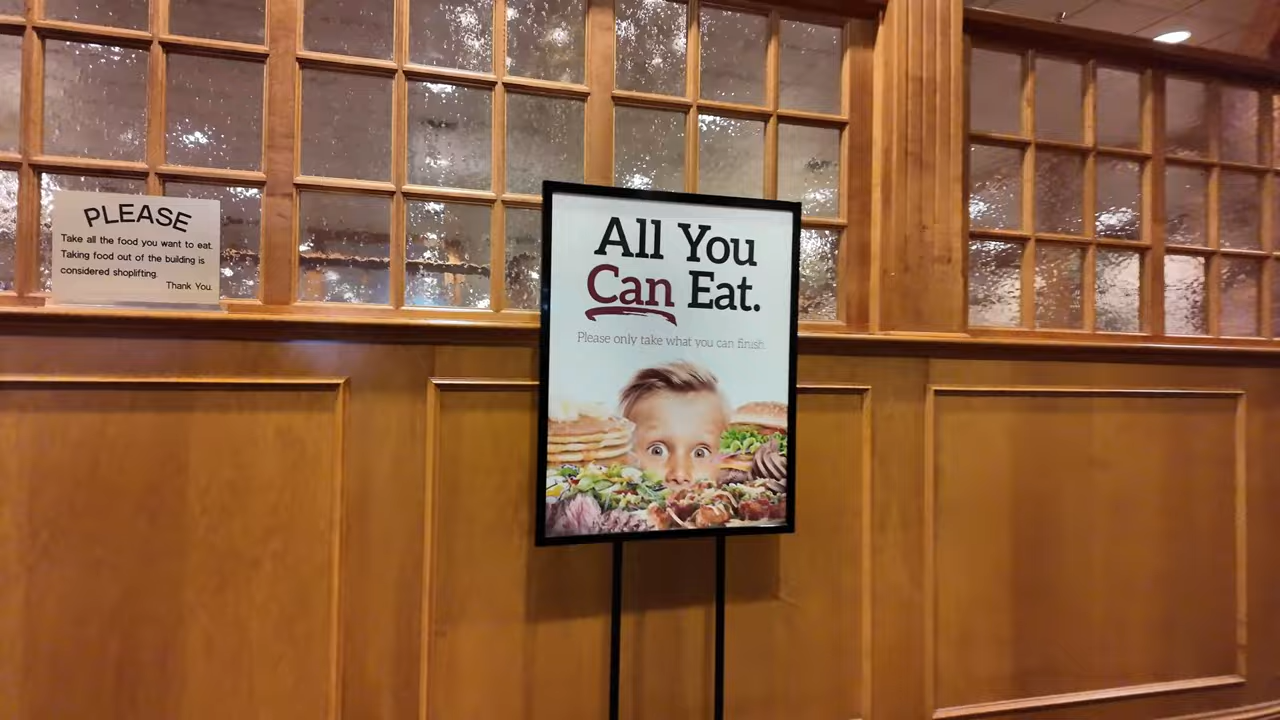 PLEASE
Take all the food you want to eat.
Taking food out of the building is
considered shoplifting.
Thank You.
All You
Can Eat.
Please only take what you can finish.